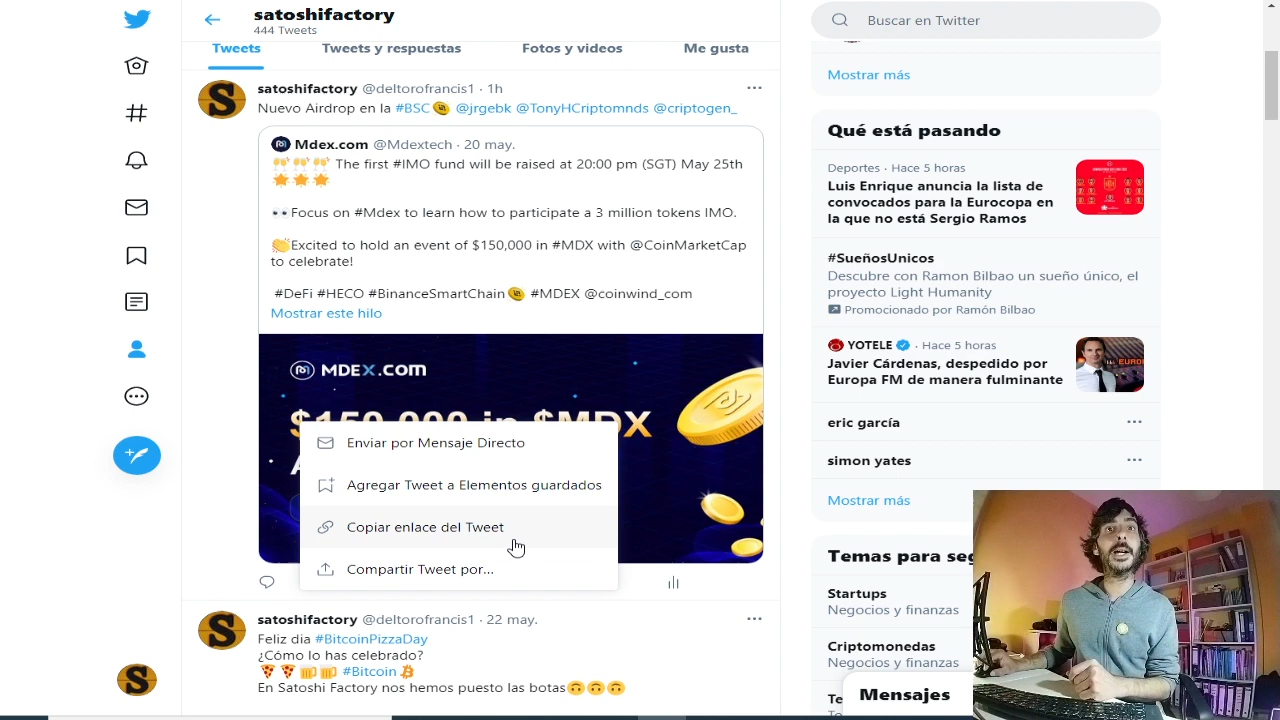 satoshifactory
444 Tweets
Buscar en Twitter
Tweets
Tweets y respuestas
Fotos y videos
Me gusta
satoshifactory @deltorofrancis1 · 1h
Nuevo Airdrop en la #BSC @jrgebk @TonyHCriptomnds @criptogen_
Mdex.com @Mdextech · 20 may.
🥂🥂🥂 The first #IMO fund will be raised at 20:00 pm (SGT) May 25th
🌟🌟🌟
👀Focus on #Mdex to learn how to participate a 3 million tokens IMO.
👏Excited to hold an event of $150,000 in #MDX with @CoinMarketCap
to celebrate!
#DeFi #HECO #BinanceSmartChain #MDEX @coinwind_com
Mostrar este hilo
MDEX.com
$150,000 in $MDX
Enviar por Mensaje Directo
Agregar Tweet a Elementos guardados
Copiar enlace del Tweet
Compartir Tweet por...
satoshifactory @deltorofrancis1 · 22 may.
Feliz dia #BitcoinPizzaDay
¿Cómo lo has celebrado?
🍕🍕🍻🍻 #Bitcoin
En Satoshi Factory nos hemos puesto las botas🙃🙃🙃
Mostrar más
Qué está pasando
Deportes · Hace 5 horas
Luis Enrique anuncia la lista de
convocados para la Eurocopa en
la que no está Sergio Ramos
#SueñosUnicos
Descubre con Ramon Bilbao un sueño único, el
proyecto Light Humanity
Promocionado por Ramón Bilbao
YOTELE · Hace 5 horas
Javier Cárdenas, despedido por
Europa FM de manera fulminante
eric garcía
simon yates
Mostrar más
Temas para seg
Startups
Negocios y finanzas
Criptomonedas
Negocios y finanzas
Te
Mensajes